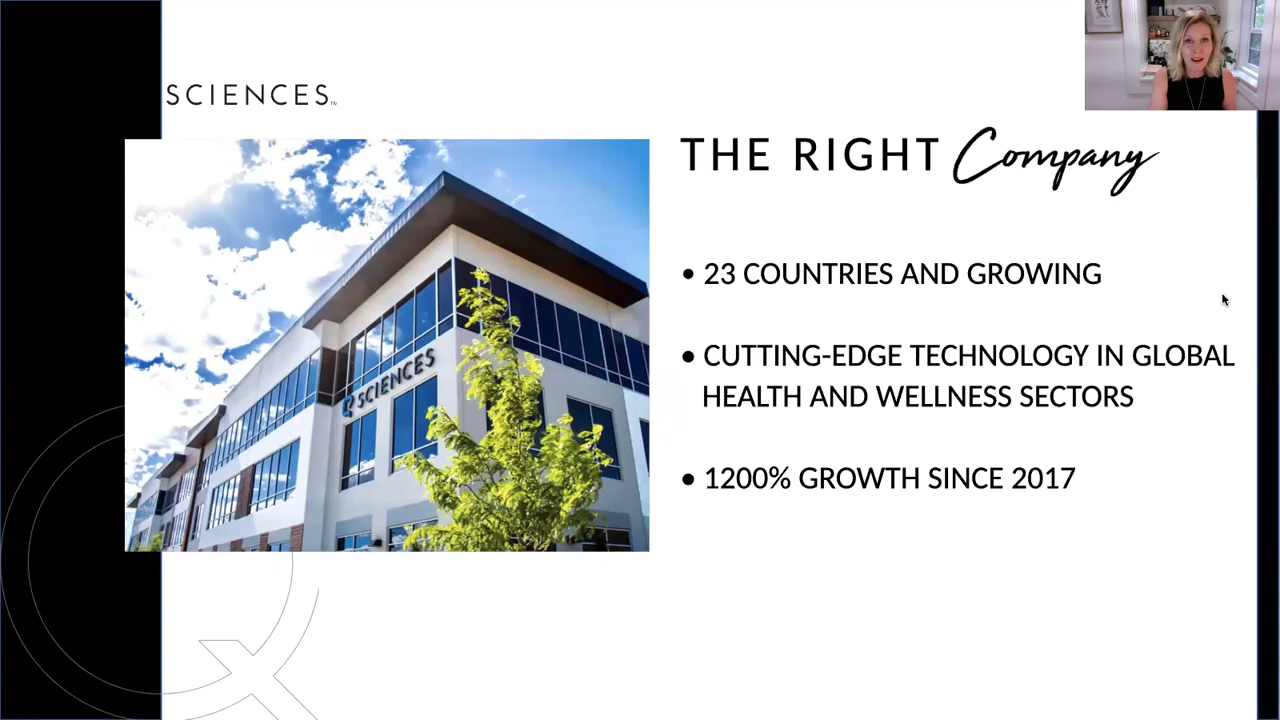 SCIENCES™
THE RIGHT Company
• 23 COUNTRIES AND GROWING
• CUTTING-EDGE TECHNOLOGY IN GLOBAL
HEALTH AND WELLNESS SECTORS
• 1200% GROWTH SINCE 2017
Q SCIENCES
Q